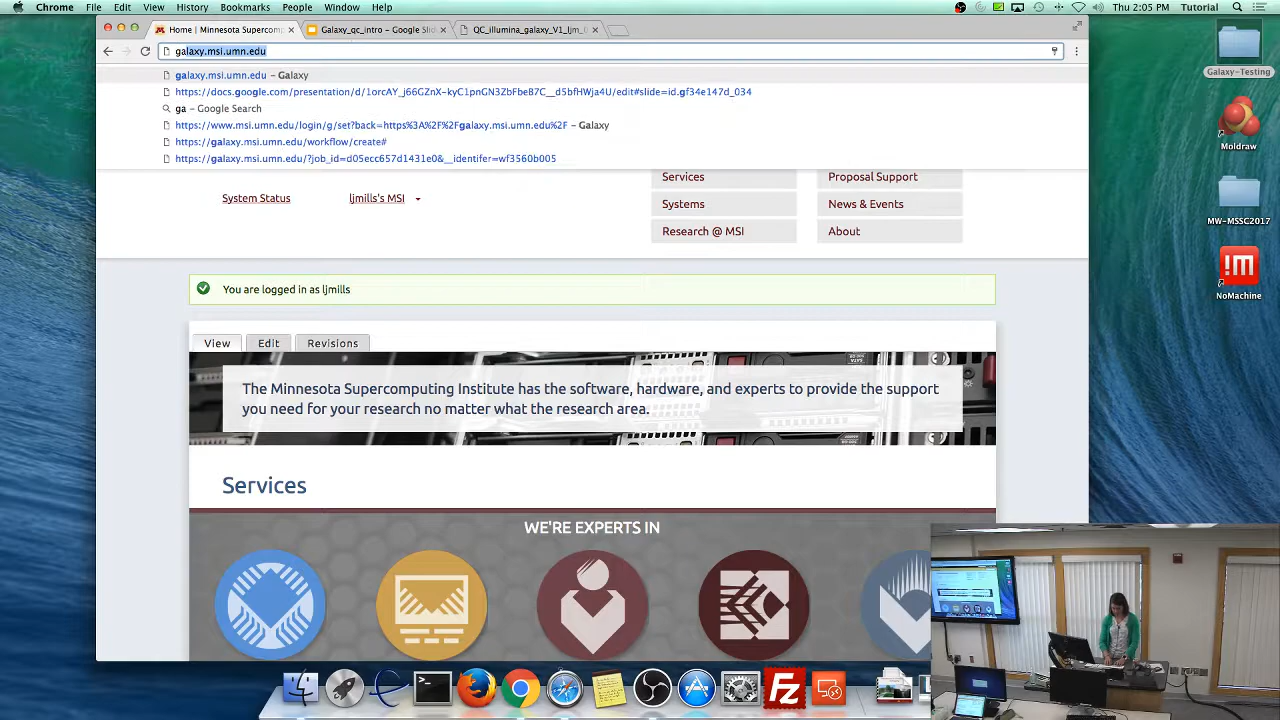 Chrome File Edit View History Bookmarks People Window Help
Thu 2:05 PM Tutorial
Home | Minnesota Supercomp
Galaxy_qc_intro – Google Slid
QC_illumina_galaxy_V1_ljm_
galaxy.msi.umn.edu
galaxy.msi.umn.edu – Galaxy
https://docs.google.com/presentation/d/1orcAY_j66GZnX-kyC1pnGN3ZbFbeB7C__d5bfHWja4U/edit#slide=id.gf34e147d_034
ga – Google Search
https://www.msi.umn.edu/login/g/set?back=https%3A%2F%2Fgalaxy.msi.umn.edu%2F – Galaxy
https://galaxy.msi.umn.edu/workflow/create#
https://galaxy.msi.umn.edu/?job_id=d05ecc657d1431e0&__identifer=wf3560b005
Services
Proposal Support
System Status
ljmills's MSI
Systems
News & Events
Research @ MSI
About
You are logged in as ljmills
View
Edit
Revisions
The Minnesota Supercomputing Institute has the software, hardware, and experts to provide the support
you need for your research no matter what the research area.
Services
WE'RE EXPERTS IN
Galaxy-Testing
Moldraw
MW-MSSC2017
!M
NoMachine
Fz